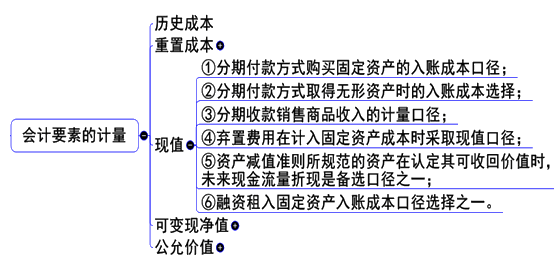 历史成本
重置成本
①分期付款方式购买固定资产的入账成本口径；
②分期付款方式取得无形资产时的入账成本选择；
③分期收款销售商品收入的计量口径；
会计要素的计量
现值
④弃置费用在计入固定资产成本时采取现值口径；
⑤资产减值准则所规范的资产在认定其可收回价值时，
未来现金流量折现是备选口径之一；
⑥融资租入固定资产入账成本口径选择之一。
可变现净值
公允价值